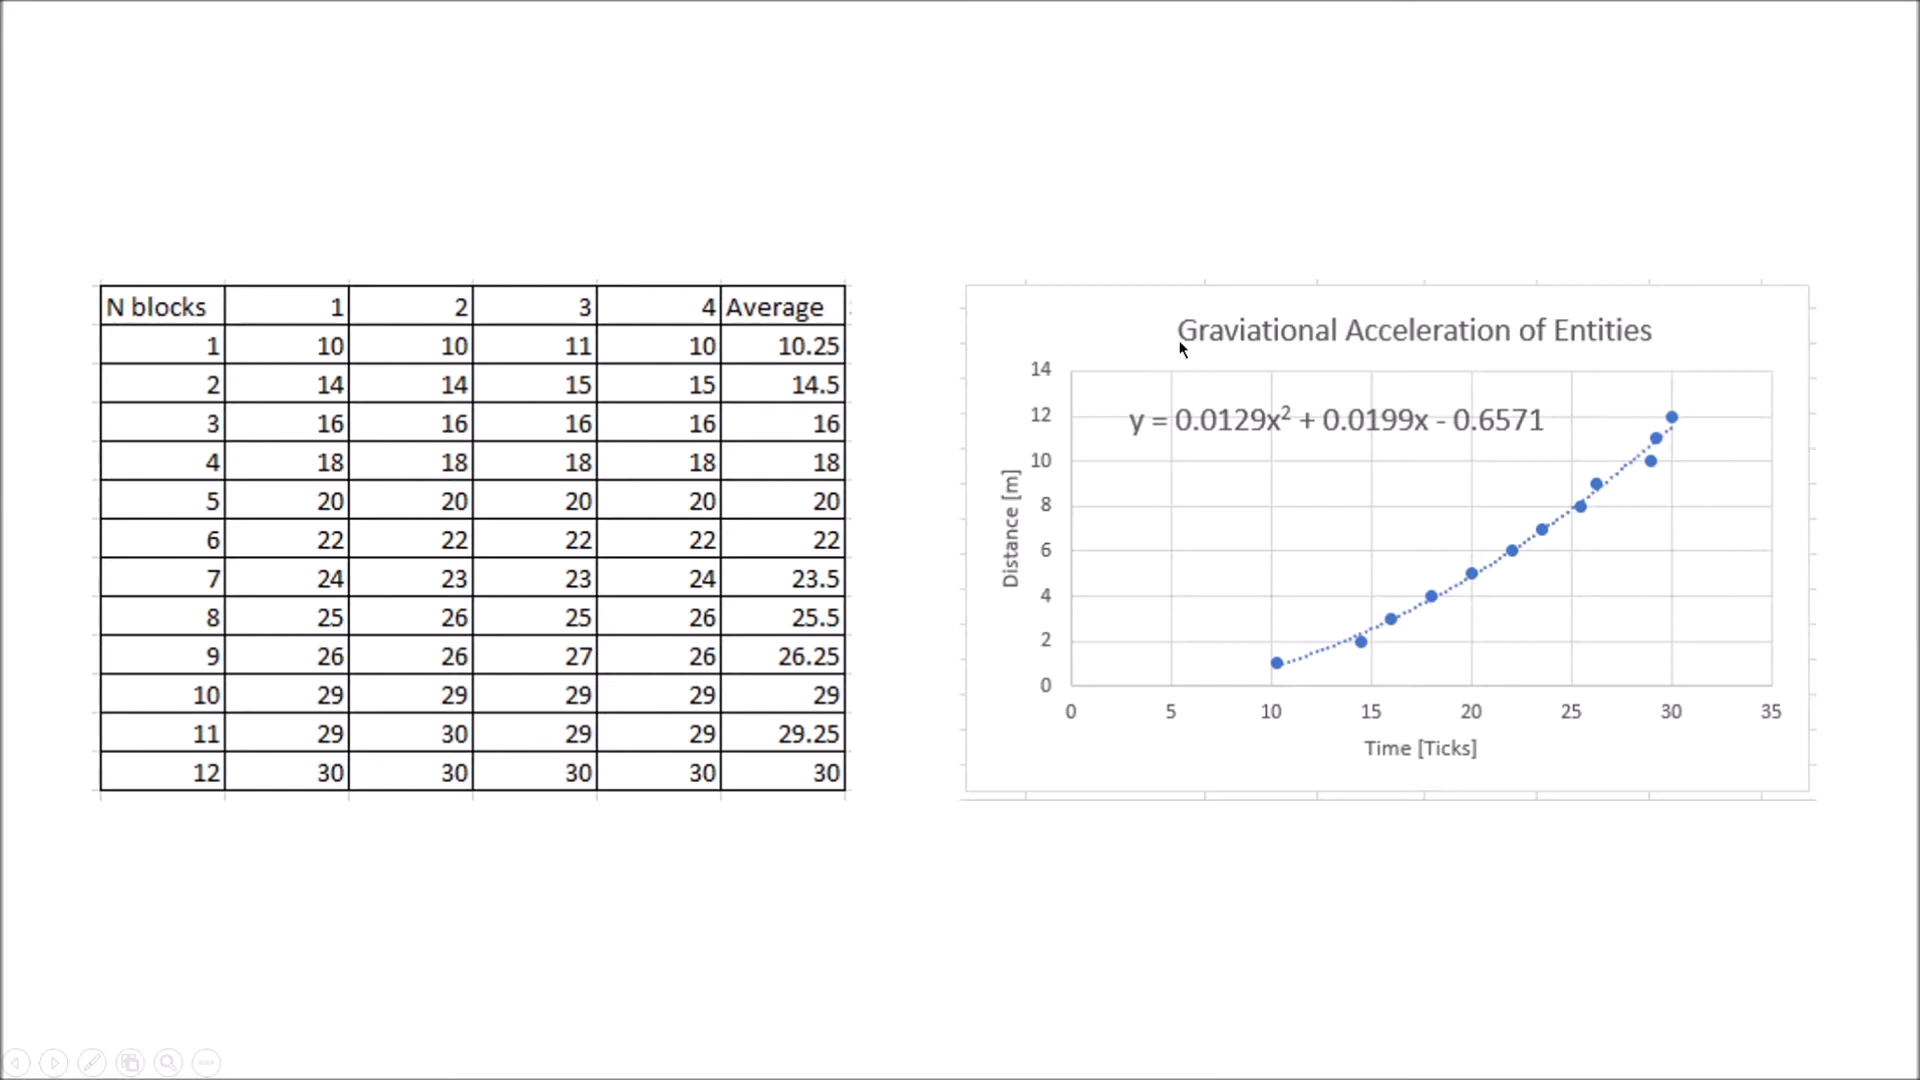 N blocks 1 2 3 4 Average
1 10 10 11 10 10.25
2 14 14 15 15 14.5
3 16 16 16 16 16
4 18 18 18 18 18
5 20 20 20 20 20
6 22 22 22 22 22
7 24 23 23 24 23.5
8 25 26 25 26 25.5
9 26 26 27 26 26.25
10 29 29 29 29 29
11 29 30 29 29 29.25
12 30 30 30 30 30
Graviational Acceleration of Entities
y = 0.0129x² + 0.0199x - 0.6571
Distance [m]
14
12
10
8
6
4
2
0
0 5 10 15 20 25 30 35
Time [Ticks]